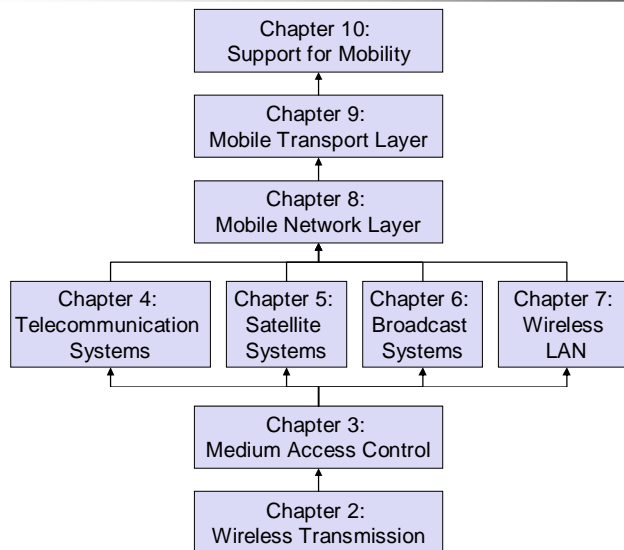 Chapter 10:
Support for Mobility
Chapter 9:
Mobile Transport Layer
Chapter 8:
Mobile Network Layer
Chapter 4:
Telecommunication
Systems
Chapter 5:
Satellite
Systems
Chapter 6:
Broadcast
Systems
Chapter 7:
Wireless
LAN
Chapter 3:
Medium Access Control
Chapter 2:
Wireless Transmission